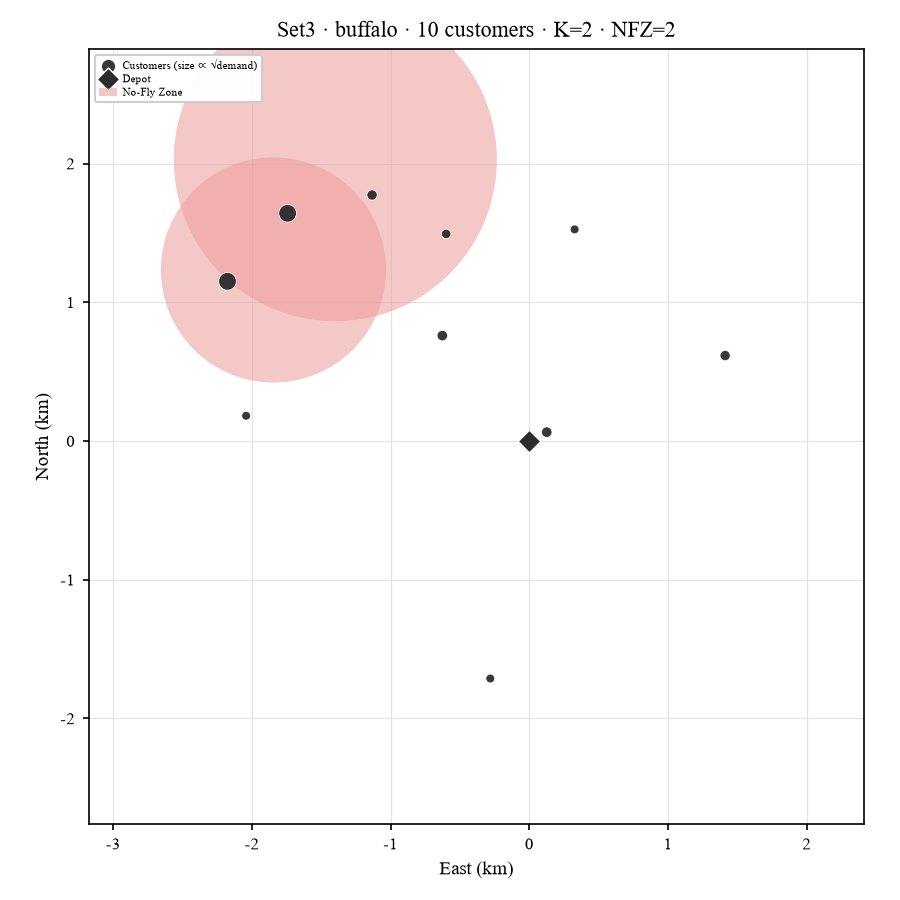 Set3 · buffalo · 10 customers · K=2 · NFZ=2
Customers (size ∝ √demand)
Depot
No-Fly Zone
2
1
0
-1
-2
North (km)
-3
-2
-1
0
1
2
East (km)